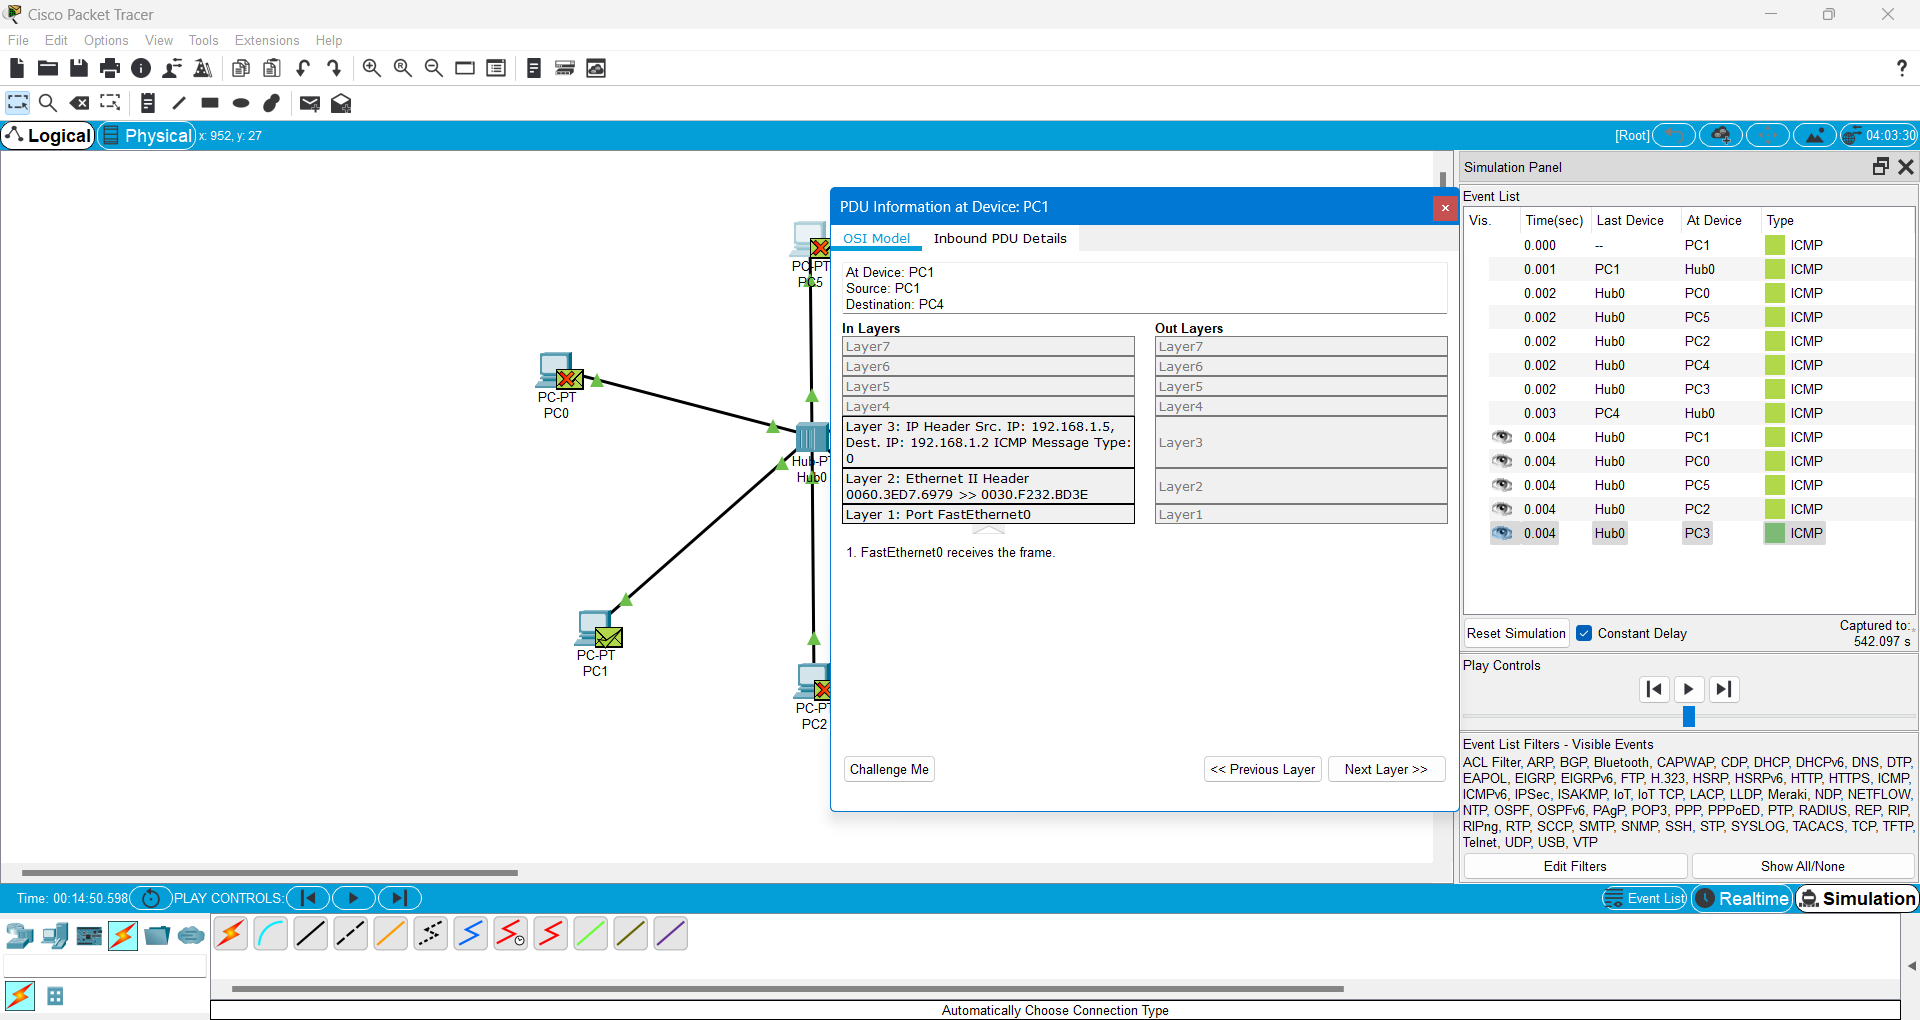 Cisco Packet Tracer
File Edit Options View Tools Extensions Help
?
Logical Physical x: 952, y: 27 [Root] 04:03:30
PC-PT
PC5
PC-PT
PC0
Hub-PT
Hub0
PC-PT
PC1
PC-PT
PC2
PDU Information at Device: PC1
OSI Model Inbound PDU Details
At Device: PC1
Source: PC1
Destination: PC4
In Layers Out Layers
Layer7 Layer7
Layer6 Layer6
Layer5 Layer5
Layer4 Layer4
Layer 3: IP Header Src. IP: 192.168.1.5,
Dest. IP: 192.168.1.2 ICMP Message Type:
0
Layer3
Layer 2: Ethernet II Header
0060.3ED7.6979 >> 0030.F232.BD3E
Layer2
Layer 1: Port FastEthernet0 Layer1
1. FastEthernet0 receives the frame.
Challenge Me << Previous Layer Next Layer >>
Simulation Panel
Event List
Vis. Time(sec) Last Device At Device Type
0.000 -- PC1 ICMP
0.001 PC1 Hub0 ICMP
0.002 Hub0 PC0 ICMP
0.002 Hub0 PC5 ICMP
0.002 Hub0 PC2 ICMP
0.002 Hub0 PC4 ICMP
0.002 Hub0 PC3 ICMP
0.003 PC4 Hub0 ICMP
0.004 Hub0 PC1 ICMP
0.004 Hub0 PC0 ICMP
0.004 Hub0 PC5 ICMP
0.004 Hub0 PC2 ICMP
0.004 Hub0 PC3 ICMP
Reset Simulation Constant Delay Captured to:
542.097 s
Play Controls
Event List Filters - Visible Events
ACL Filter, ARP, BGP, Bluetooth, CAPWAP, CDP, DHCP, DHCPv6, DNS, DTP,
EAPOL, EIGRP, EIGRPv6, FTP, H.323, HSRP, HSRPv6, HTTP, HTTPS, ICMP,
ICMPv6, IPSec, ISAKMP, IoT, IoT TCP, LACP, LLDP, Meraki, NDP, NETFLOW,
NTP, OSPF, OSPFv6, PAgP, POP3, PPP, PPPoED, PTP, RADIUS, REP, RIP,
RIPng, RTP, SCCP, SMTP, SNMP, SSH, STP, SYSLOG, TACACS, TCP, TFTP,
Telnet, UDP, USB, VTP
Edit Filters Show All/None
Time: 00:14:50.598 PLAY CONTROLS: Event List Realtime Simulation
Automatically Choose Connection Type